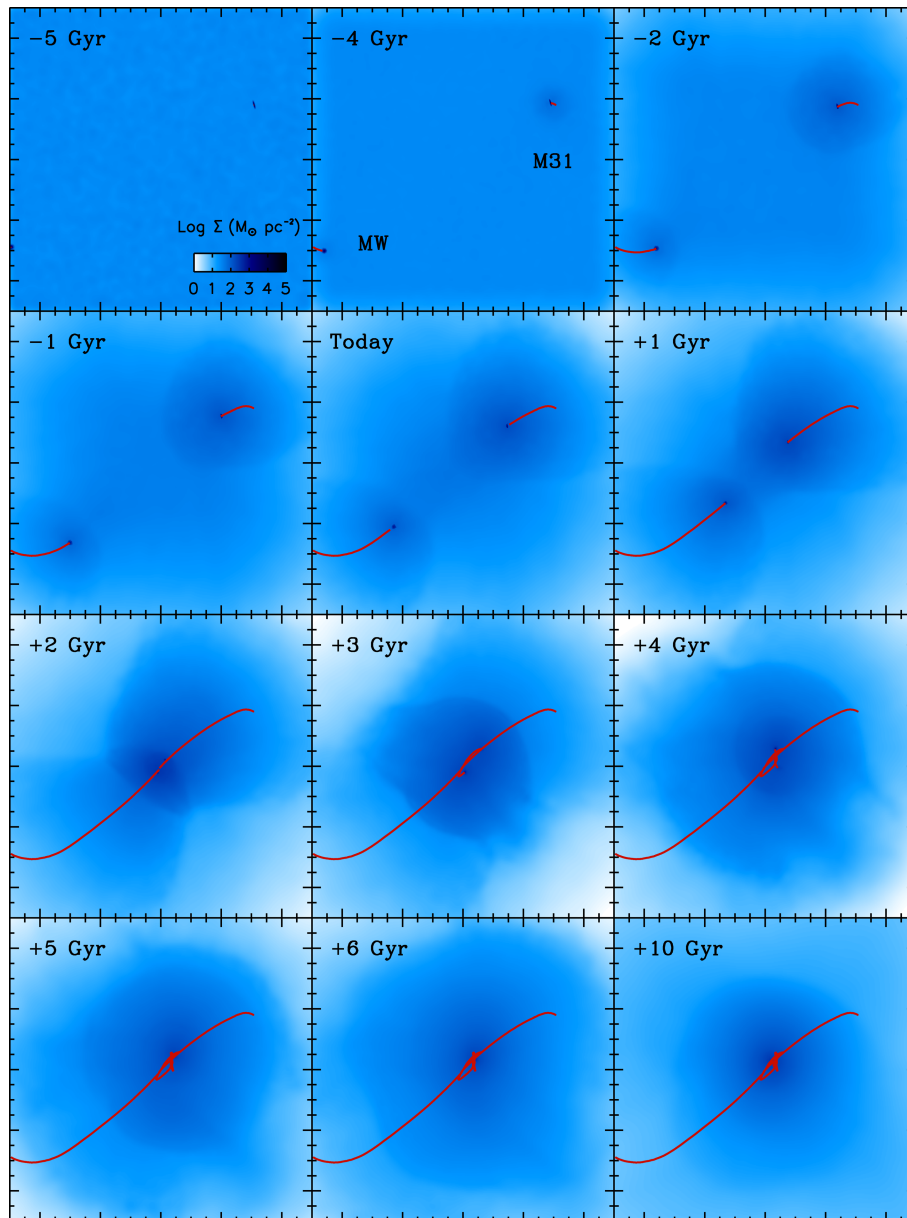 −5 Gyr
−4 Gyr
−2 Gyr
M31
Log Σ (M☉ pc⁻²)
MW
0 1 2 3 4 5
−1 Gyr
Today
+1 Gyr
+2 Gyr
+3 Gyr
+4 Gyr
+5 Gyr
+6 Gyr
+10 Gyr